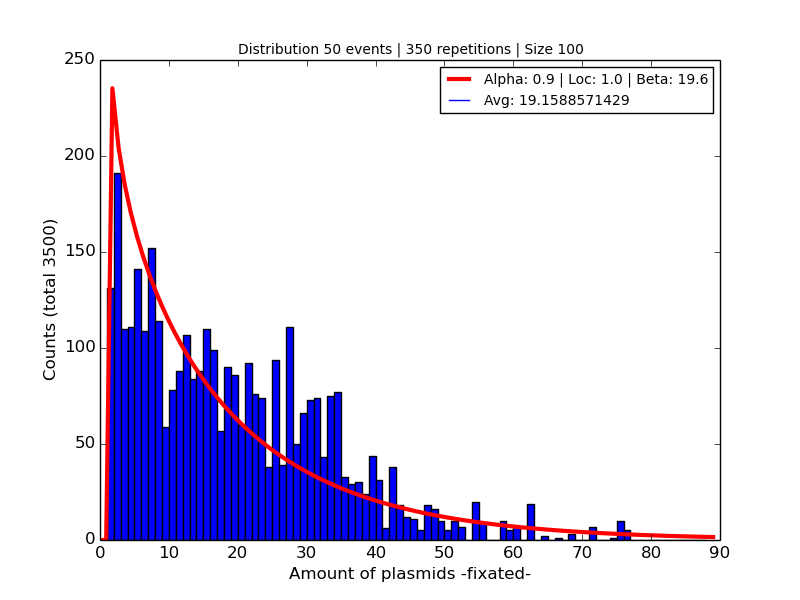 Distribution 50 events | 350 repetitions | Size 100
Alpha: 0.9 | Loc: 1.0 | Beta: 19.6
Avg: 19.1588571429
250
200
150
100
50
0
Counts (total 3500)
0 10 20 30 40 50 60 70 80 90
Amount of plasmids -fixated-